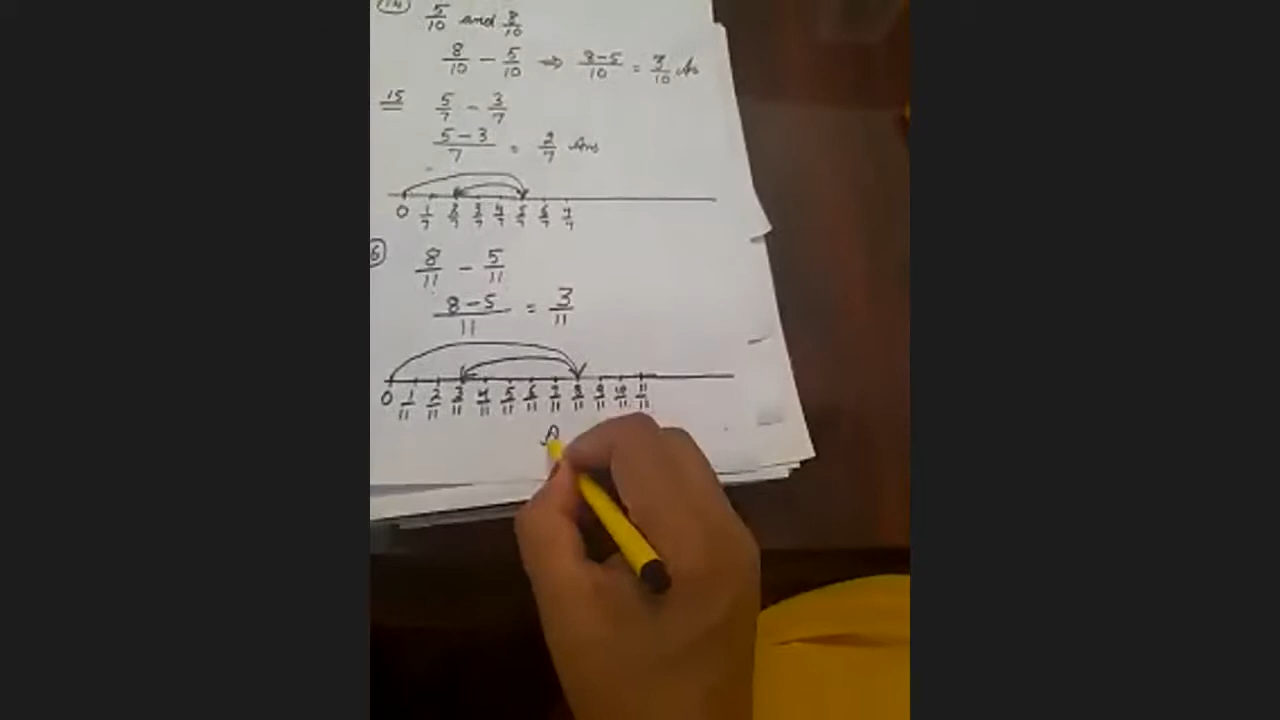 (14) 5/10 and 8/10
8/10 - 5/10 ⇒ 8-5/10 = 3/10 An
15 5/7 - 3/7
5-3/7 = 2/7 Ans
0 1/7 2/7 3/7 4/7 5/7 6/7 7/7
6 8/11 - 5/11
8-5/11 = 3/11
0 1/11 2/11 3/11 4/11 5/11 6/11 7/11 8/11 9/11 10/11 11/11
A